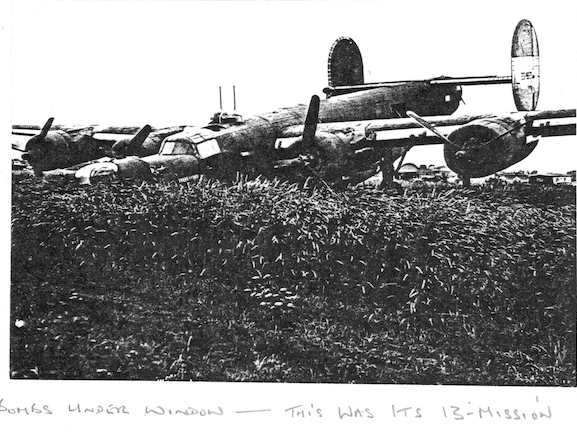 BOMBS UNDER WINDOW — THIS WAS ITS 13-MISSION